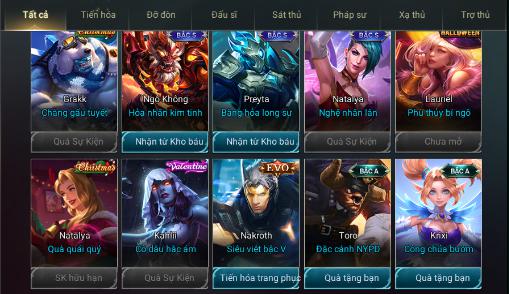 Tất cả Tiến hóa Đỡ đòn Đấu sĩ Sát thủ Pháp sư Xạ thủ Trợ thủ
BẬC S BẬC S BẬC S HALLOWEEN
Grakk Ngộ Không Preyta Natalya Lauriel
Chàng gấu tuyết Hỏa nhãn kim tinh Băng hỏa long sư Nghệ nhân lân Phù thủy bí ngô
Quà Sự Kiện Nhận từ Kho báu Nhận từ Kho báu Quà Sự Kiện Chưa mở
Christmas Valentine EVO BẬC A BẬC A
Natalya Kahlii Nakroth Toro Krixi
Quà quái quỷ Cô dâu hắc ám Siêu việt bậc V Đặc cảnh NYPD Công chúa bướm
SK hữu hạn Quà Sự Kiện Tiến hóa trang phục Quà tặng bạn Quà tặng bạn